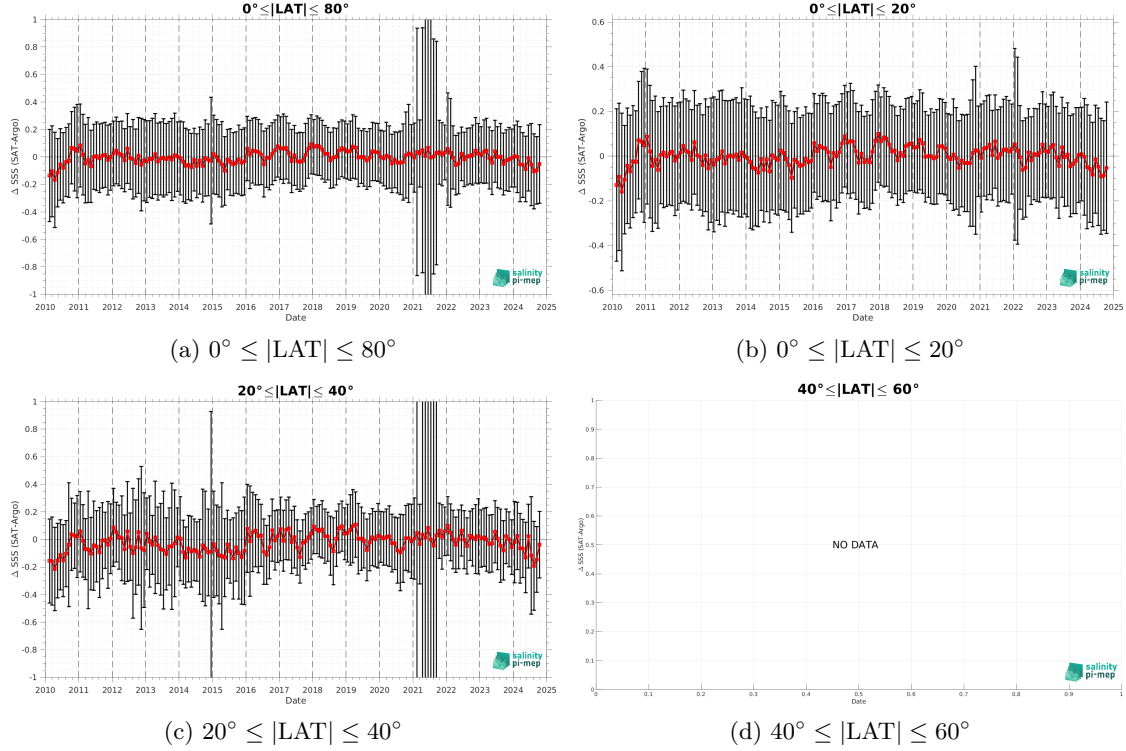 0°≤|LAT|≤ 80°
1
0.8
0.6
0.4
0.2
0
-0.2
-0.4
-0.6
-0.8
-1
Δ SSS (SAT-Argo)
2010 2011 2012 2013 2014 2015 2016 2017 2018 2019 2020 2021 2022 2023 2024 2025
Date
salinity
pi-mep
(a) 0° ≤ |LAT| ≤ 80°
0°≤|LAT|≤ 20°
0.6
0.4
0.2
0
-0.2
-0.4
-0.6
Δ SSS (SAT-Argo)
2010 2011 2012 2013 2014 2015 2016 2017 2018 2019 2020 2021 2022 2023 2024 2025
Date
salinity
pi-mep
(b) 0° ≤ |LAT| ≤ 20°
20°≤|LAT|≤ 40°
1
0.8
0.6
0.4
0.2
0
-0.2
-0.4
-0.6
-0.8
-1
Δ SSS (SAT-Argo)
2010 2011 2012 2013 2014 2015 2016 2017 2018 2019 2020 2021 2022 2023 2024 2025
Date
salinity
pi-mep
(c) 20° ≤ |LAT| ≤ 40°
40°≤|LAT|≤ 60°
1
0.9
0.8
0.7
0.6
0.5
0.4
0.3
0.2
0.1
0
Δ SSS (SAT-Argo)
NO DATA
0 0.1 0.2 0.3 0.4 0.5 0.6 0.7 0.8 0.9 1
Date
salinity
pi-mep
(d) 40° ≤ |LAT| ≤ 60°